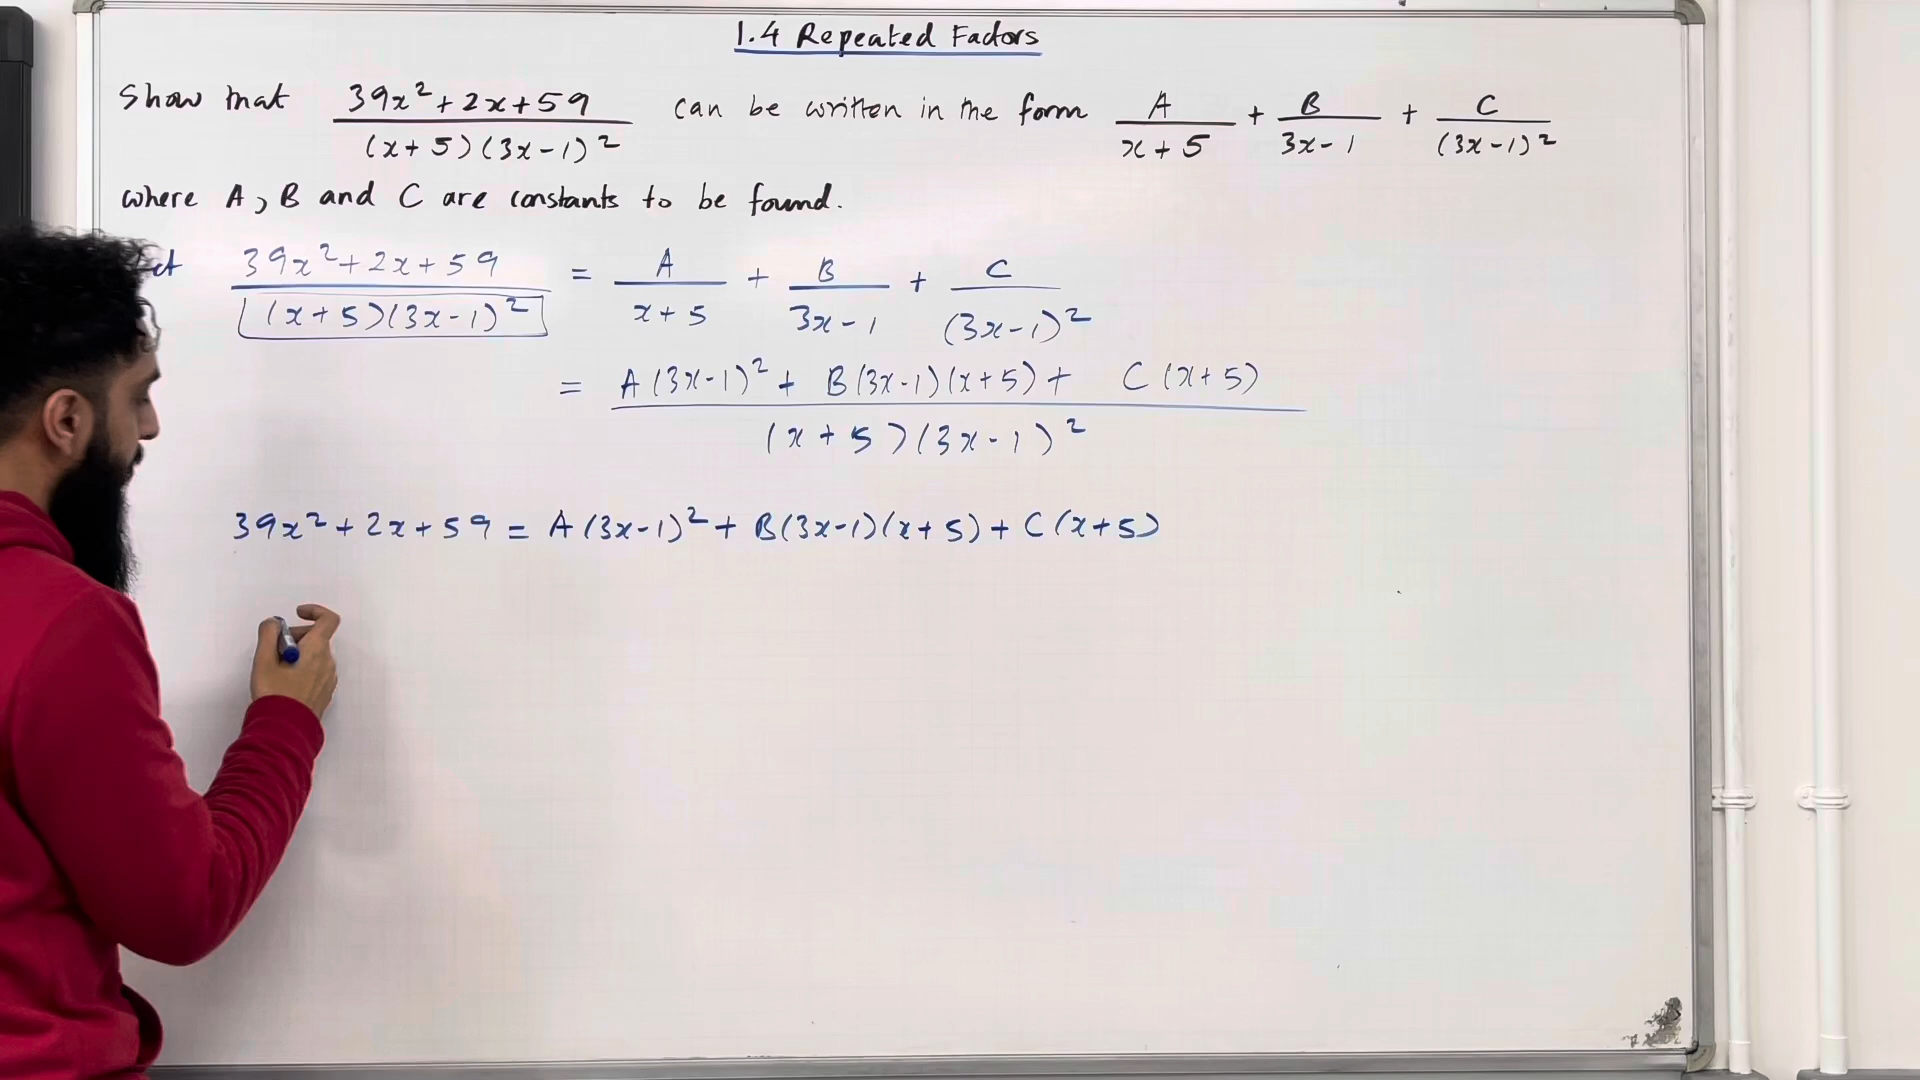 1.4 Repeated Factors
Show that (39x²+2x+59)/((x+5)(3x-1)²) can be written in the form A/(x+5) + B/(3x-1) + C/(3x-1)²
where A, B and C are constants to be found.
(39x²+2x+59)/((x+5)(3x-1)²) = A/(x+5) + B/(3x-1) + C/(3x-1)²
= (A(3x-1)² + B(3x-1)(x+5) + C(x+5))/((x+5)(3x-1)²)
39x²+2x+59 = A(3x-1)² + B(3x-1)(x+5) + C(x+5)